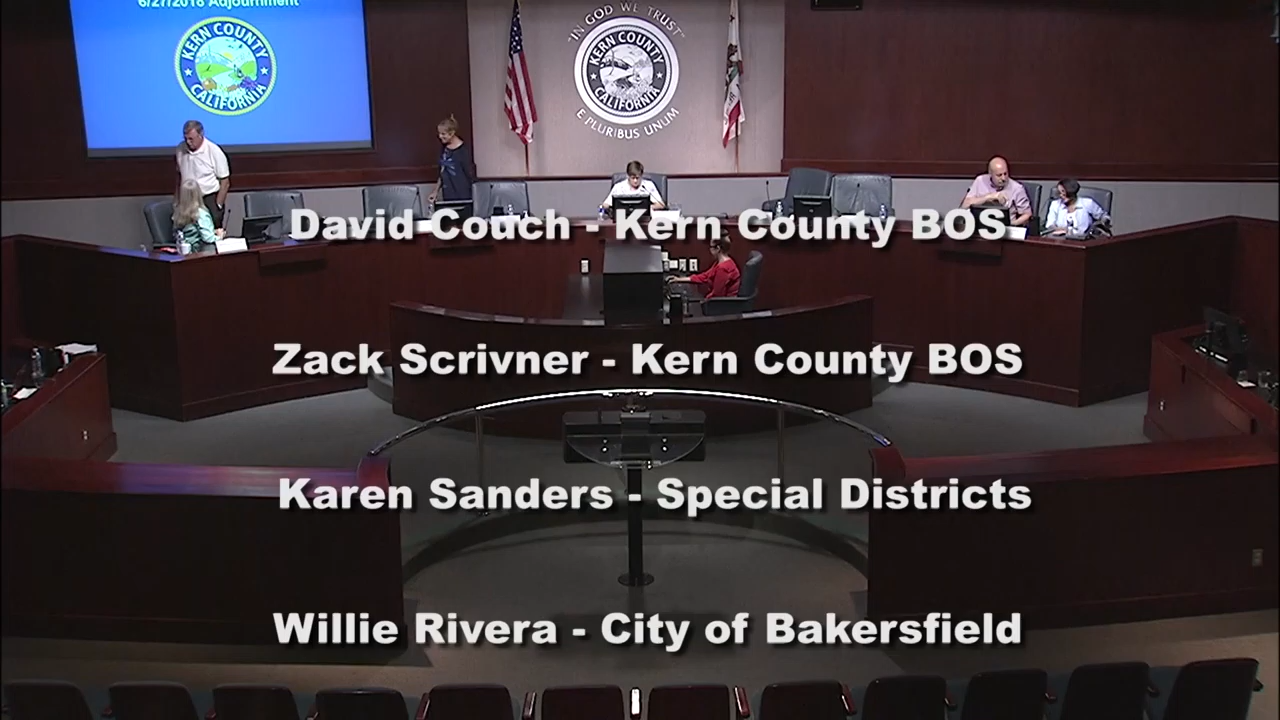 6/27/2018 Adjournment
KERN COUNTY
CALIFORNIA
"IN GOD WE TRUST"
KERN COUNTY
CALIFORNIA
E PLURIBUS UNUM
David Couch - Kern County BOS
Zack Scrivner - Kern County BOS
Karen Sanders - Special Districts
Willie Rivera - City of Bakersfield